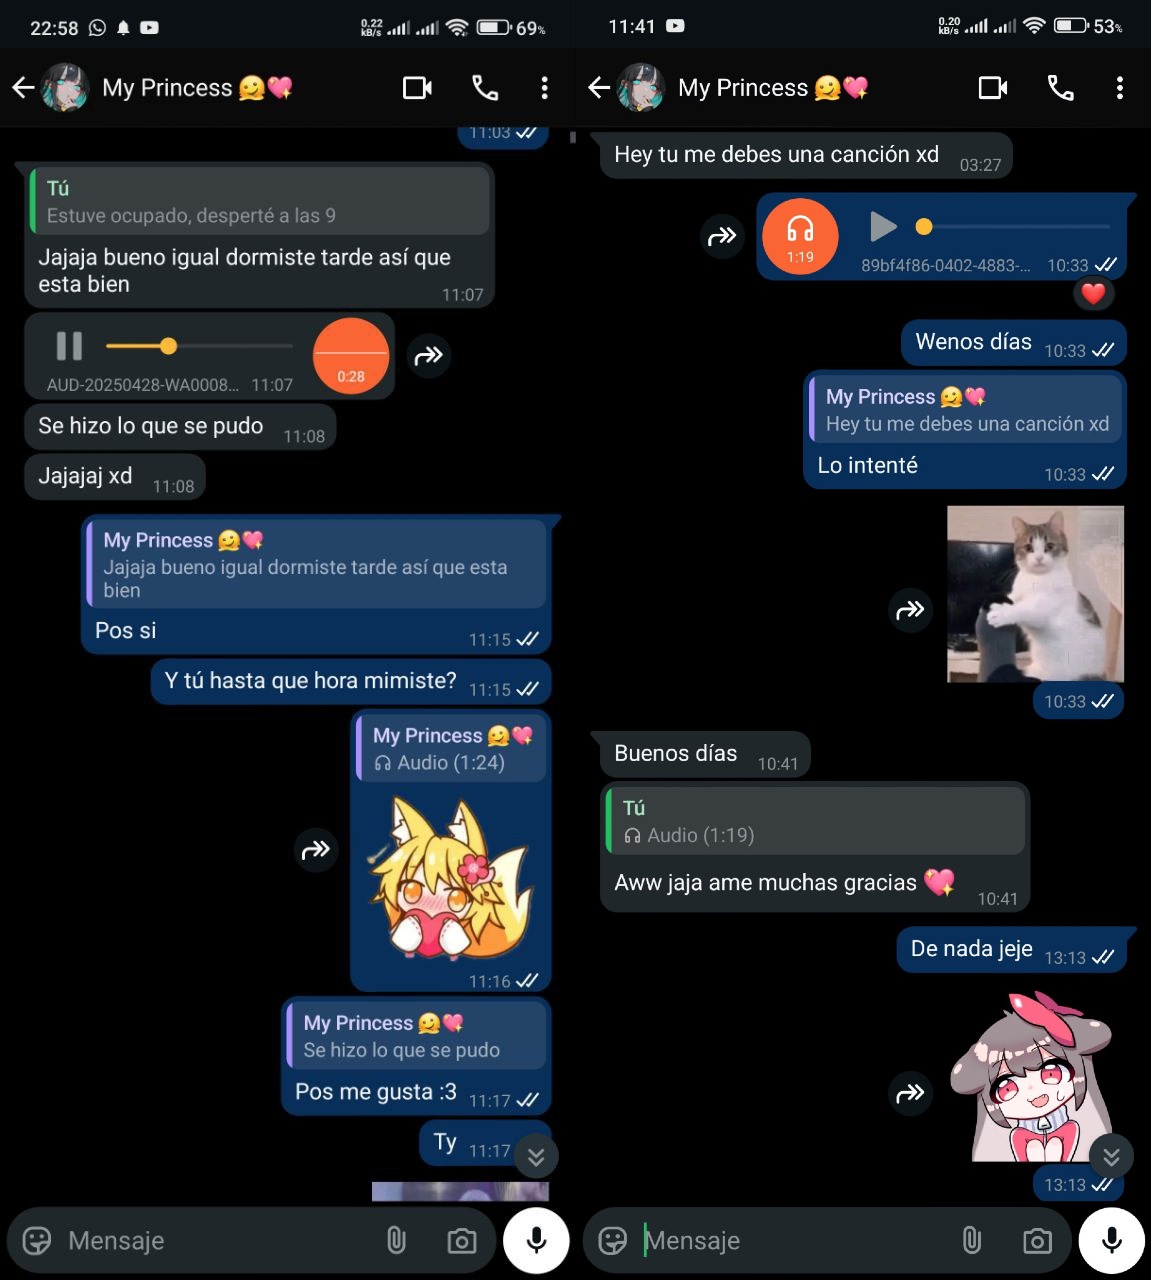 22:58
0.22
kB/s
69%
My Princess 🤗💖
11:03
Tú
Estuve ocupado, desperté a las 9
Jajaja bueno igual dormiste tarde así que
esta bien
11:07
0:28
AUD-20250428-WA0008... 11:07
Se hizo lo que se pudo 11:08
Jajajaj xd 11:08
My Princess 🤗💖
Jajaja bueno igual dormiste tarde así que esta
bien
Pos si 11:15
Y tú hasta que hora mimiste? 11:15
My Princess 🤗💖
Audio (1:24)
11:16
My Princess 🤗💖
Se hizo lo que se pudo
Pos me gusta :3 11:17
Ty 11:17
Mensaje
11:41
0.20
kB/s
53%
My Princess 🤗💖
Hey tu me debes una canción xd 03:27
1:19
89bf4f86-0402-4883-... 10:33
❤️
Wenos días 10:33
My Princess 🤗💖
Hey tu me debes una canción xd
Lo intenté 10:33
10:33
Buenos días 10:41
Tú
Audio (1:19)
Aww jaja ame muchas gracias 💖 10:41
De nada jeje 13:13
13:13
Mensaje